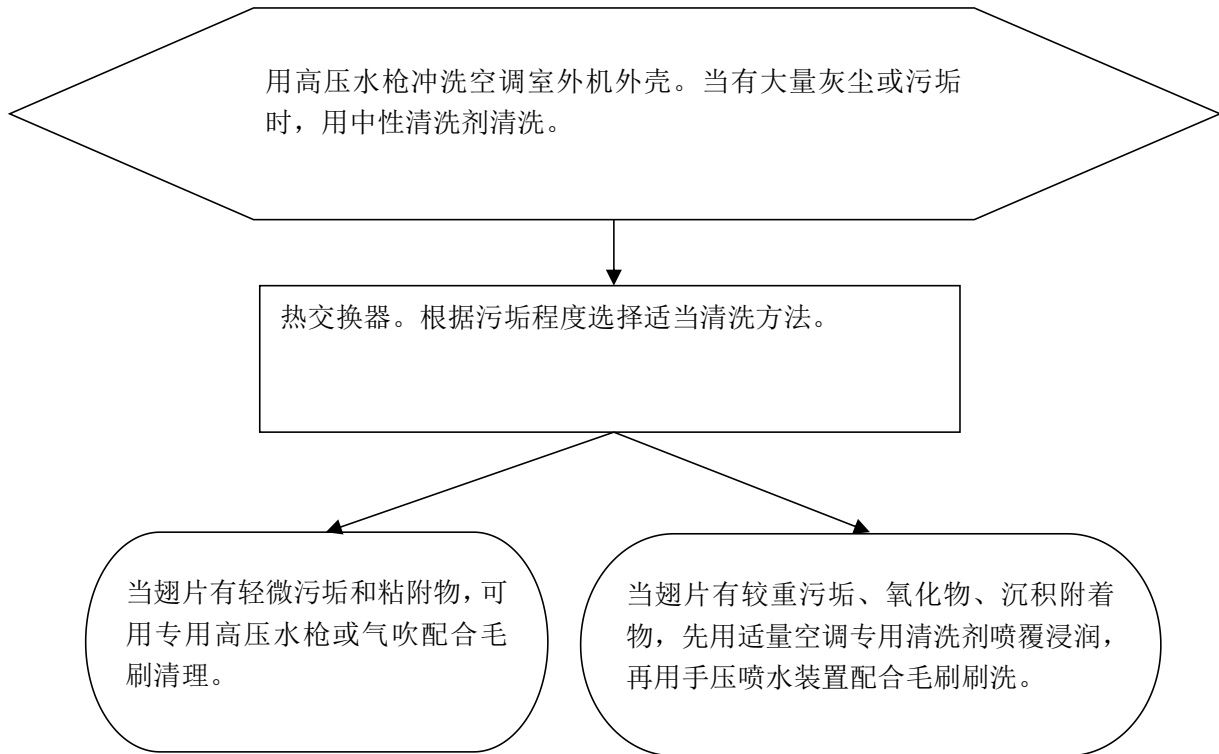 用高压水枪冲洗空调室外机外壳。当有大量灰尘或污垢
时，用中性清洗剂清洗。
热交换器。根据污垢程度选择适当清洗方法。
当翅片有轻微污垢和粘附物，可
用专用高压水枪或气吹配合毛
刷清理。
当翅片有较重污垢、氧化物、沉积附着
物，先用适量空调专用清洗剂喷覆浸润，
再用手压喷水装置配合毛刷刷洗。